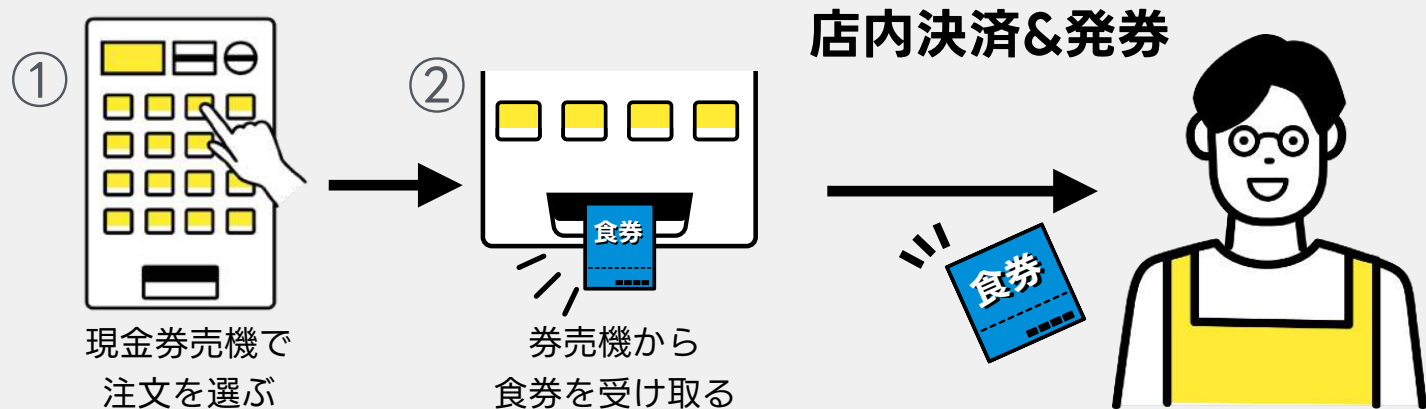 店内決済&発券
①
現金券売機で
注文を選ぶ
②
食券
券売機から
食券を受け取る
食券